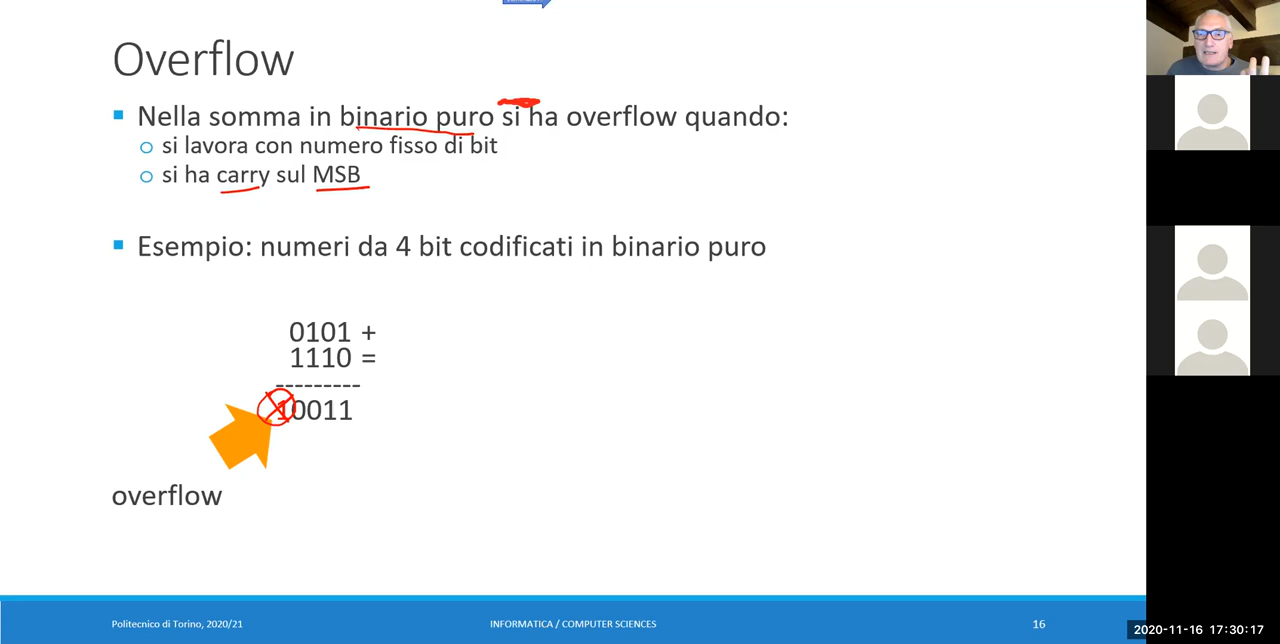 Overflow
Nella somma in binario puro si ha overflow quando:
si lavora con numero fisso di bit
si ha carry sul MSB
Esempio: numeri da 4 bit codificati in binario puro
0101 +
1110 =
---------
10011
overflow
Politecnico di Torino, 2020/21 INFORMATICA / COMPUTER SCIENCES 16
2020-11-16 17:30:17